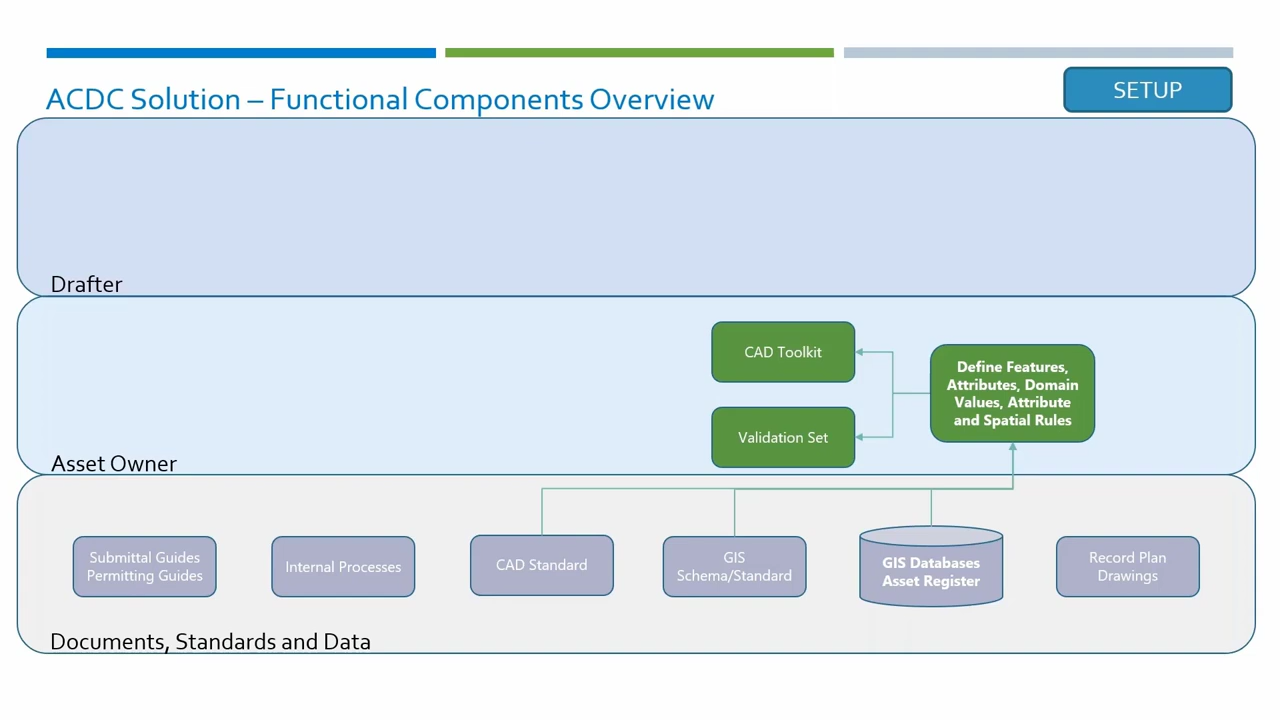 ACDC Solution – Functional Components Overview
SETUP
Drafter
CAD Toolkit
Validation Set
Define Features,
Attributes, Domain
Values, Attribute
and Spatial Rules
Asset Owner
Submittal Guides
Permitting Guides
Internal Processes
CAD Standard
GIS
Schema/Standard
GIS Databases
Asset Register
Record Plan
Drawings
Documents, Standards and Data